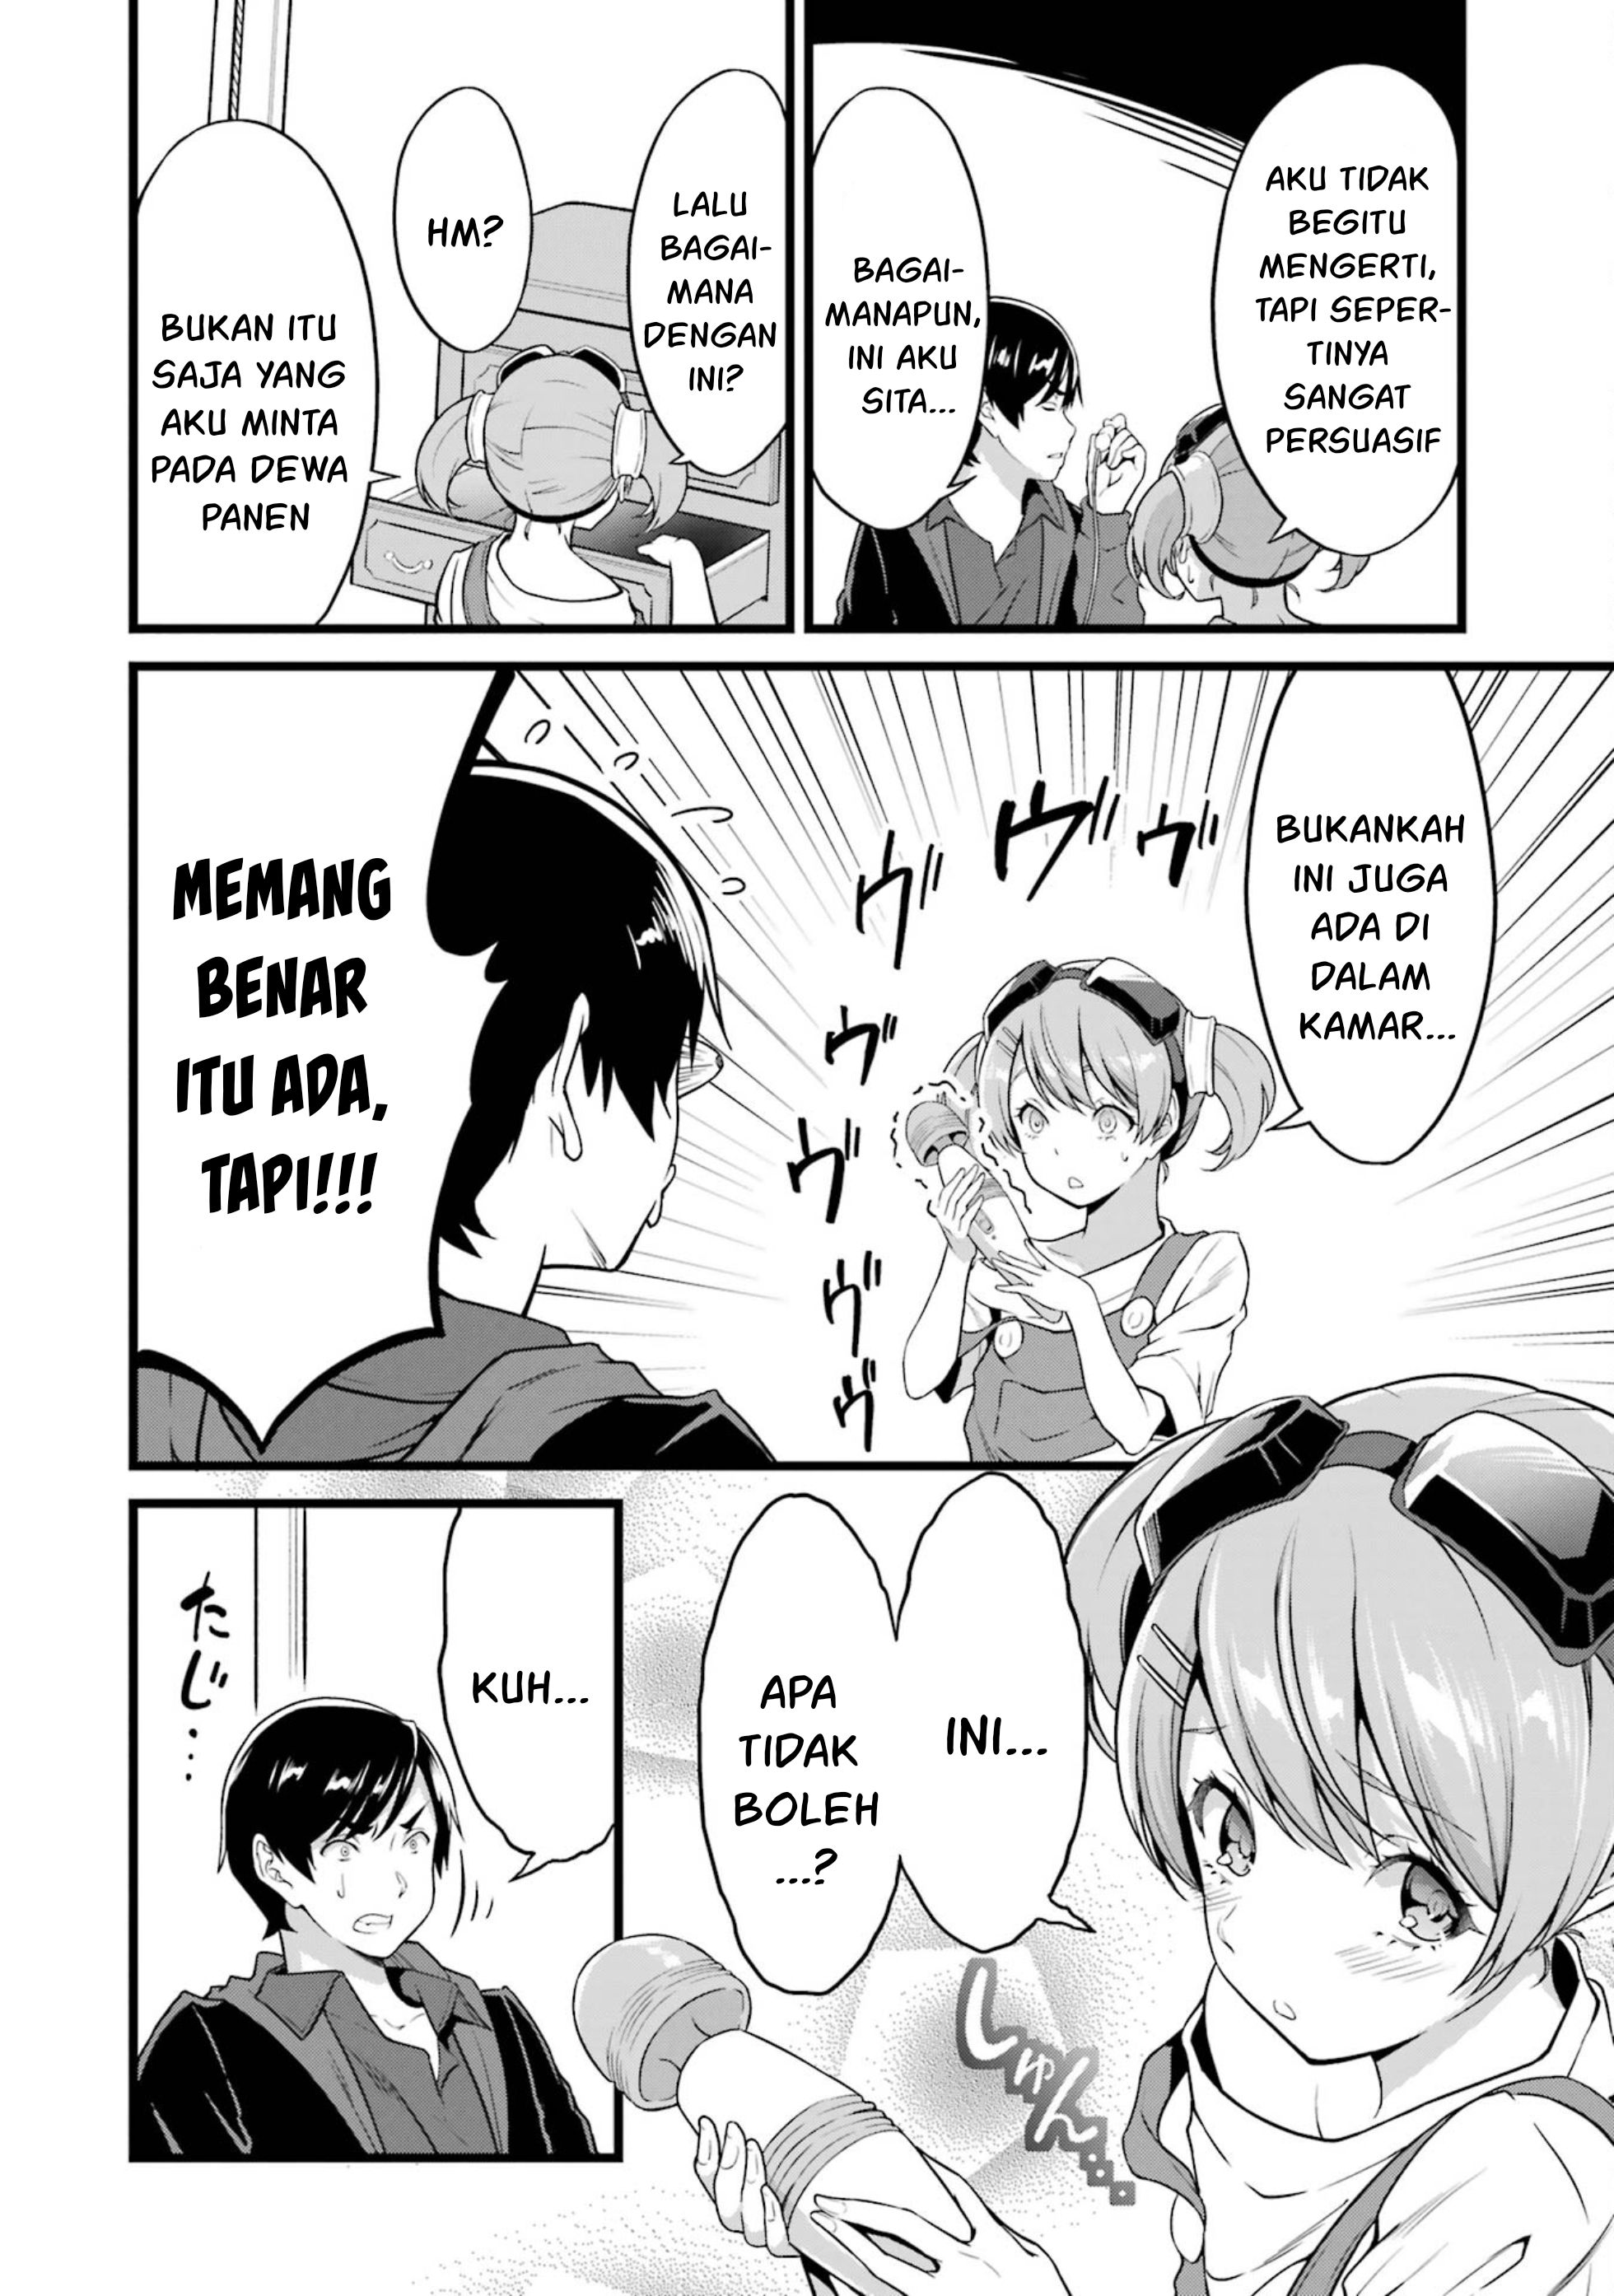 AKU TIDAK
BEGITU
MENGERTI,
TAPI SEPER-
TINYA
SANGAT
PERSUASIF
BAGAI-
MANAPUN,
INI AKU
SITA...
LALU
BAGAI-
MANA
DENGAN
INI?
HM?
BUKAN ITU
SAJA YANG
AKU MINTA
PADA DEWA
PANEN
BUKANKAH
INI JUGA
ADA DI
DALAM
KAMAR...
ヴ
ヴ
ヴ
ヴ
ヴ
ヴ
ヴ
MEMANG
BENAR
ITU ADA,
TAPI!!!
INI...
APA
TIDAK
BOLEH
...?
しゅん...
KUH...
たじ...